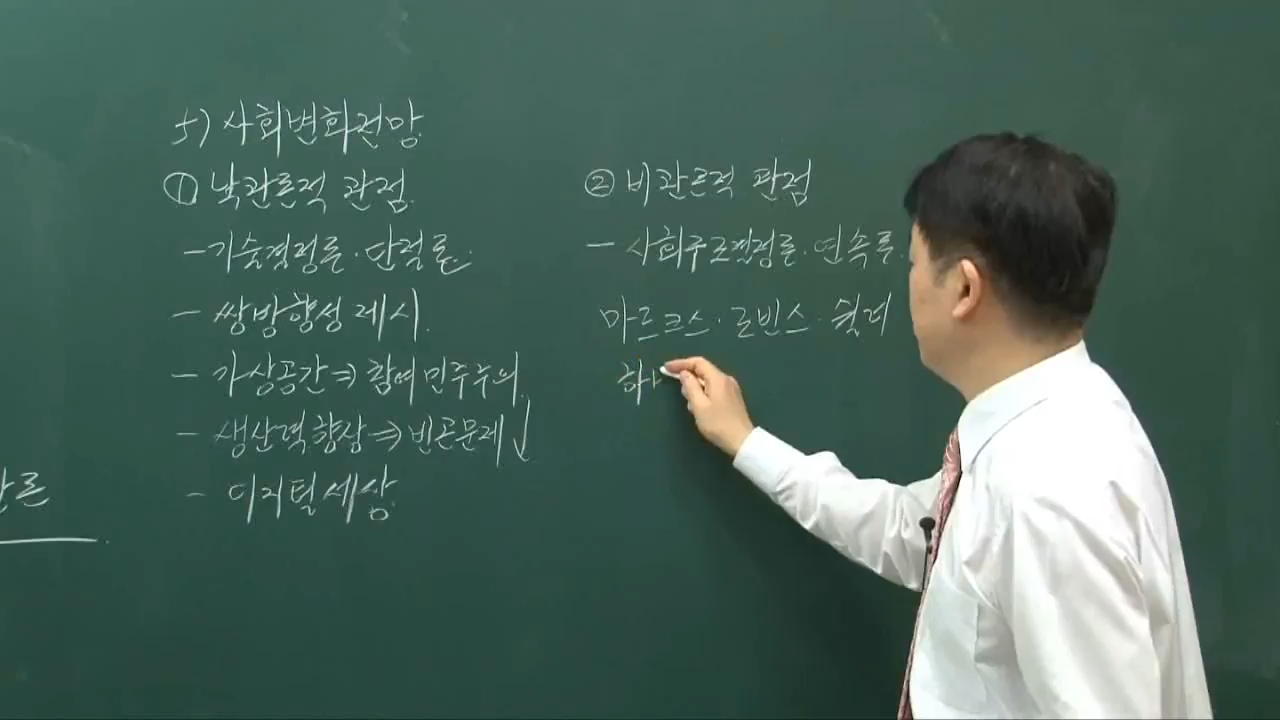 5) 사회변화전망
① 낙관론적 관점
- 기술결정론·단절론
- 쌍방향성 제시
- 가상공간 ⇒ 참여민주주의
- 생산력향상 ⇒ 빈곤문제↓
- 디지털세상
② 비관론적 관점
- 사회구조결정론·연속론
마르크스·로빈스·쉴러
하
관론